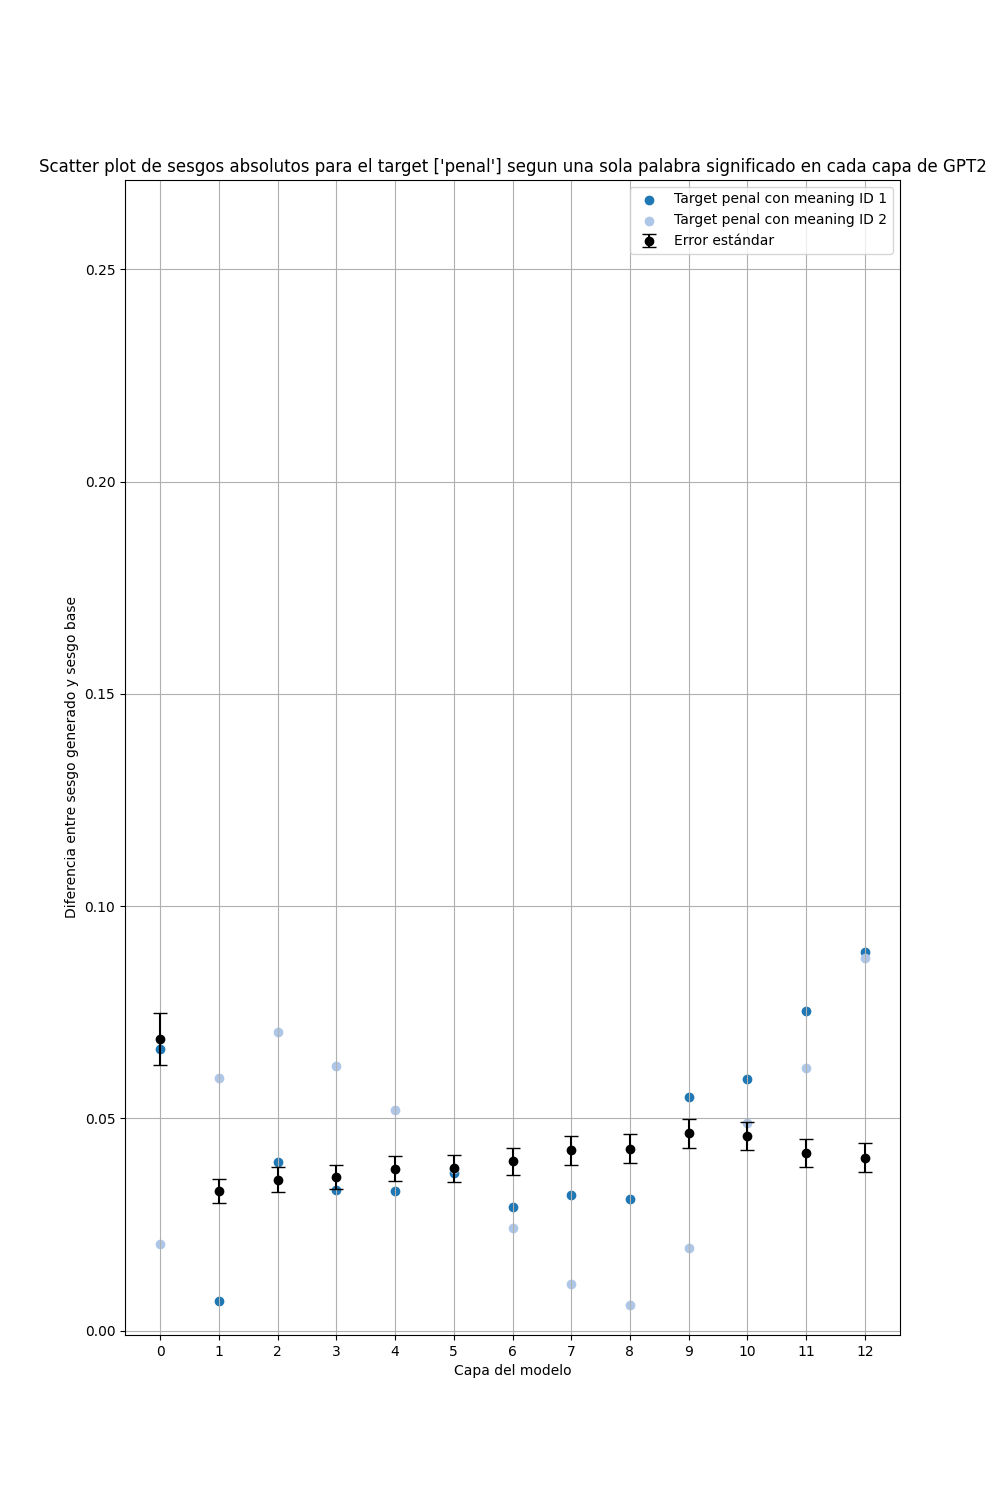 Scatter plot de sesgos absolutos para el target ['penal'] segun una sola palabra significado en cada capa de GPT2
Target penal con meaning ID 1
Target penal con meaning ID 2
Error estándar
0.25
0.20
0.15
0.10
0.05
0.00
Diferencia entre sesgo generado y sesgo base
0 1 2 3 4 5 6 7 8 9 10 11 12
Capa del modelo